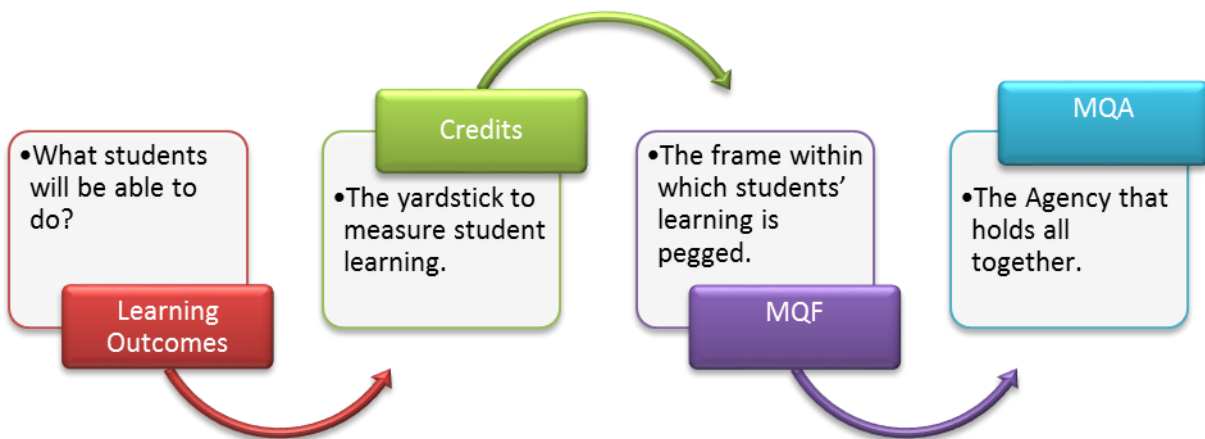 •What students
will be able to
do?
Learning
Outcomes
Credits
•The yardstick to
measure student
learning.
•The frame within
which students’
learning is
pegged.
MQF
MQA
•The Agency that
holds all
together.